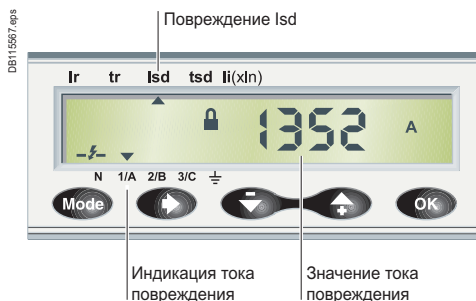 DB115567.eps
Повреждение Isd
Ir tr Isd tsd Ii(xIn)
1352 A
N 1/A 2/B 3/C
Mode OK
Индикация тока повреждения
Значение тока повреждения